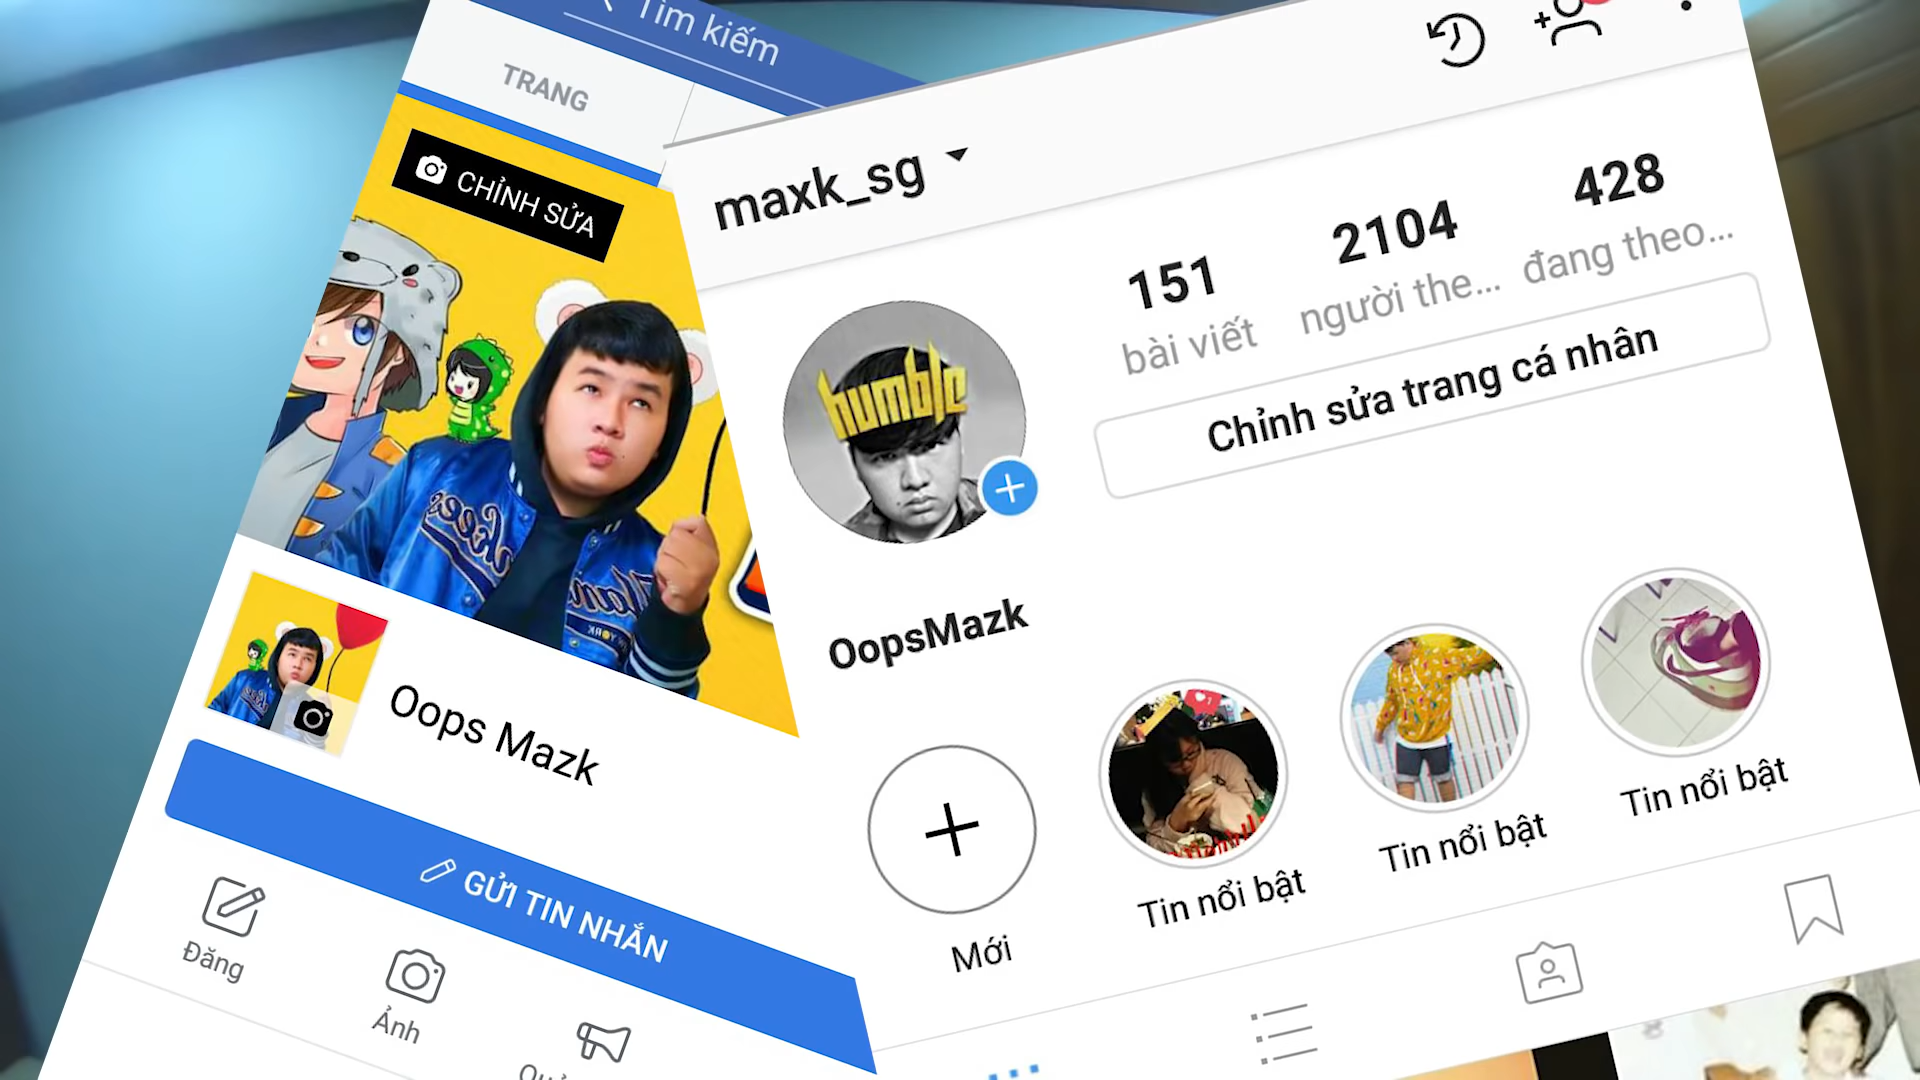 Tìm kiếm
TRANG
CHỈNH SỬA
Oops Mazk
GỬI TIN NHẮN
Đăng
Ảnh
maxk_sg
151
bài viết
2104
người the...
428
đang theo...
Chỉnh sửa trang cá nhân
humble
OopsMazk
Mới
Tin nổi bật
Tin nổi bật
Tin nổi bật